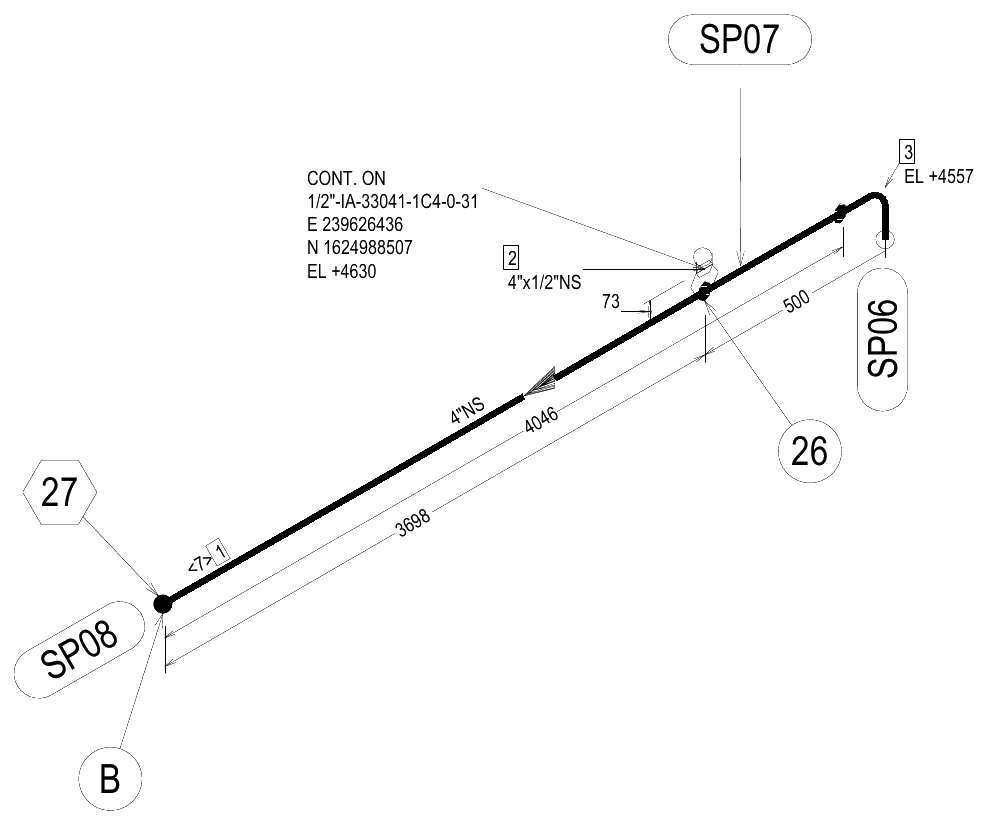 SP07
3
EL +4557
CONT. ON
1/2"-IA-33041-1C4-0-31
E 239626436
N 1624988507
EL +4630
2
4"x1/2"NS
73
500
SP06
4"NS
4046
26
27
3698
<7> 1
SP08
B